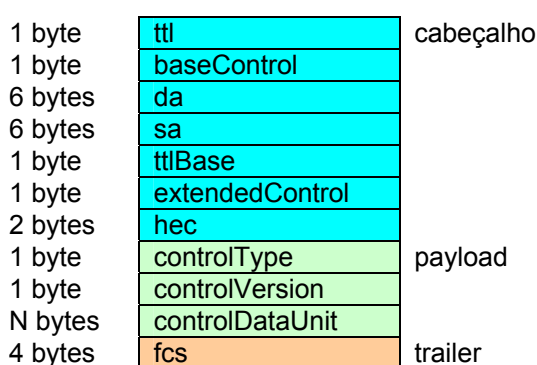 1 byte ttl cabeçalho
1 byte baseControl
6 bytes da
6 bytes sa
1 byte ttlBase
1 byte extendedControl
2 bytes hec
1 byte controlType payload
1 byte controlVersion
N bytes controlDataUnit
4 bytes fcs trailer